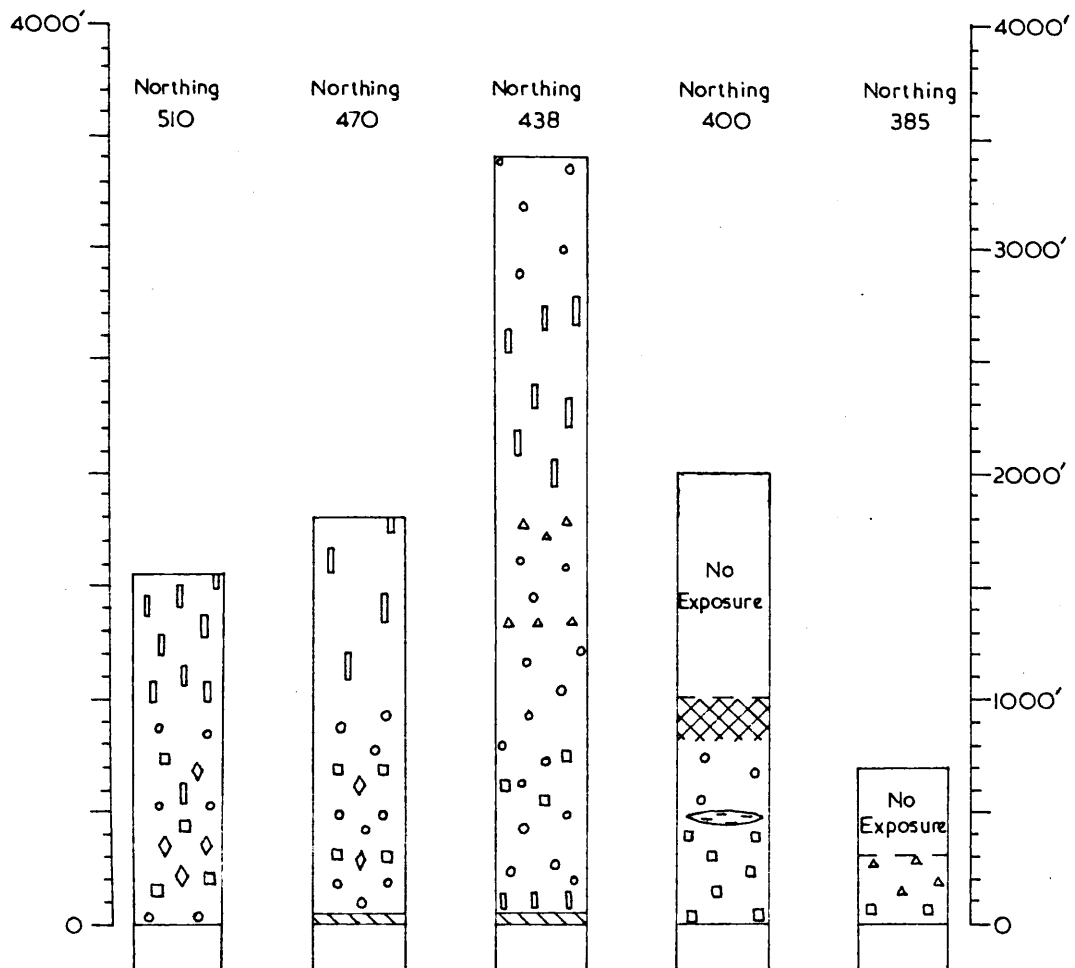 4000′
4000′
Northing
510
Northing
470
Northing
438
Northing
400
Northing
385
3000′
2000′
No
Exposure
1000′
No
Exposure
0
0